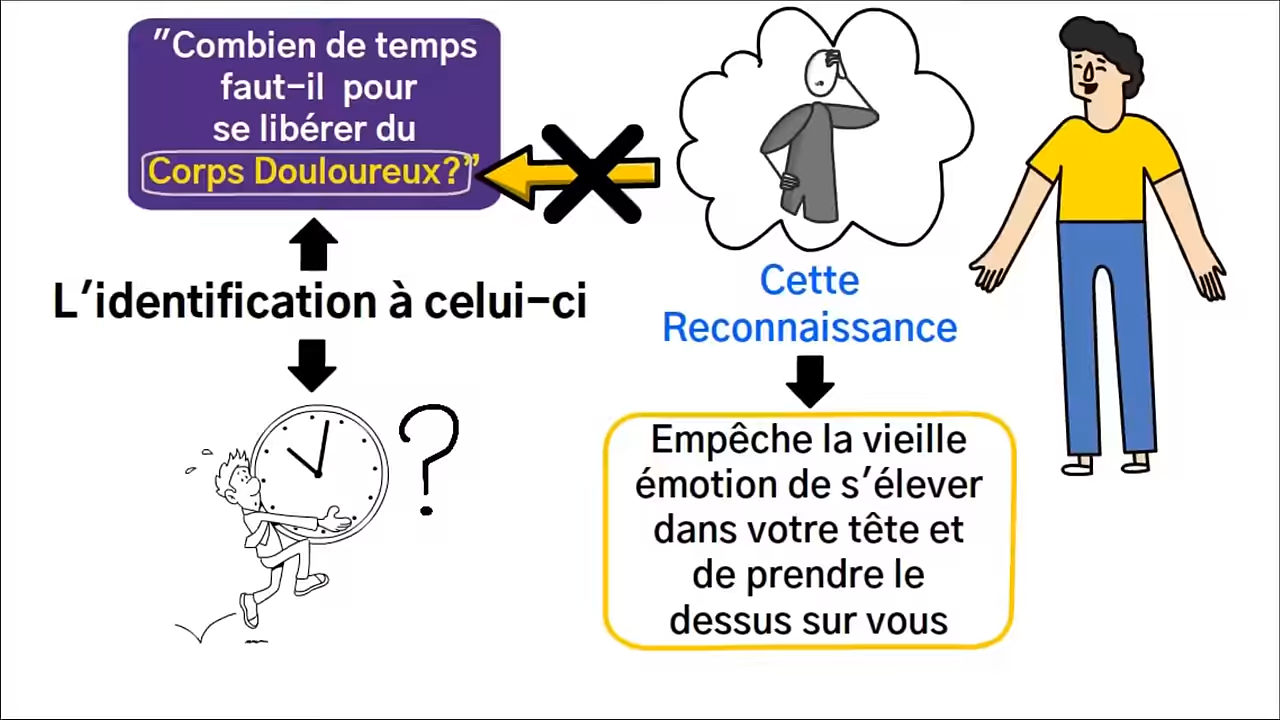 "Combien de temps
faut-il pour
se libérer du
Corps Douloureux?"
L'identification à celui-ci
?
Cette
Reconnaissance
Empêche la vieille
émotion de s'élever
dans votre tête et
de prendre le
dessus sur vous